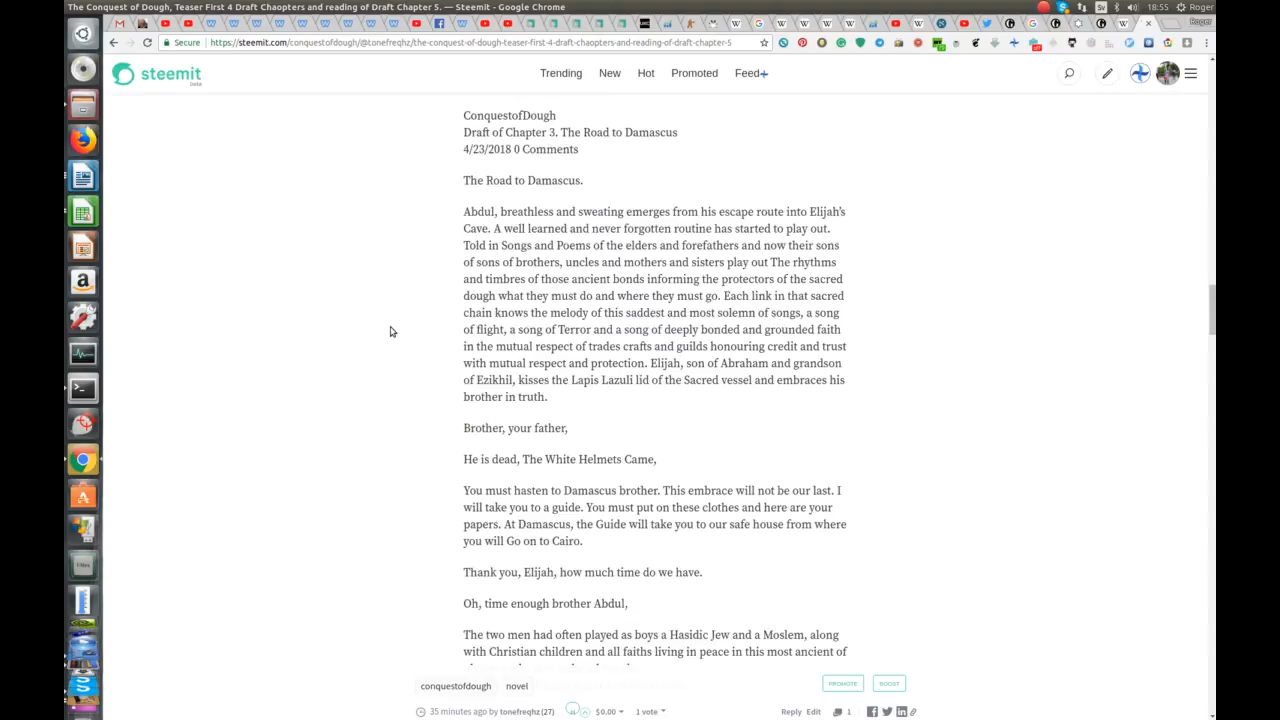 The Conquest of Dough, Teaser First 4 Draft Chaopters and reading of Draft Chapter 5. — Steemit - Google Chrome
18:55
Roger
Roger
Secure
https://steemit.com/conquestofdough/@tonefreqhz/the-conquest-of-dough-teaser-first-4-draft-chaopters-and-reading-of-draft-chapter-5
steemit
Beta
Trending New Hot Promoted Feed
ConquestofDough
Draft of Chapter 3. The Road to Damascus
4/23/2018 0 Comments
The Road to Damascus.
Abdul, breathless and sweating emerges from his escape route into Elijah's
Cave. A well learned and never forgotten routine has started to play out.
Told in Songs and Poems of the elders and forefathers and now their sons
of sons of brothers, uncles and mothers and sisters play out The rhythms
and timbres of those ancient bonds informing the protectors of the sacred
dough what they must do and where they must go. Each link in that sacred
chain knows the melody of this saddest and most solemn of songs, a song
of flight, a song of Terror and a song of deeply bonded and grounded faith
in the mutual respect of trades crafts and guilds honouring credit and trust
with mutual respect and protection. Elijah, son of Abraham and grandson
of Ezikhil, kisses the Lapis Lazuli lid of the Sacred vessel and embraces his
brother in truth.
Brother, your father,
He is dead, The White Helmets Came,
You must hasten to Damascus brother. This embrace will not be our last. I
will take you to a guide. You must put on these clothes and here are your
papers. At Damascus, the Guide will take you to our safe house from where
you will Go on to Cairo.
Thank you, Elijah, how much time do we have.
Oh, time enough brother Abdul,
The two men had often played as boys a Hasidic Jew and a Moslem, along
with Christian children and all faiths living in peace in this most ancient of
conquestofdough novel
PROMOTE BOOST
35 minutes ago by tonefreqhz (27) $0.00 1 vote Reply Edit 1